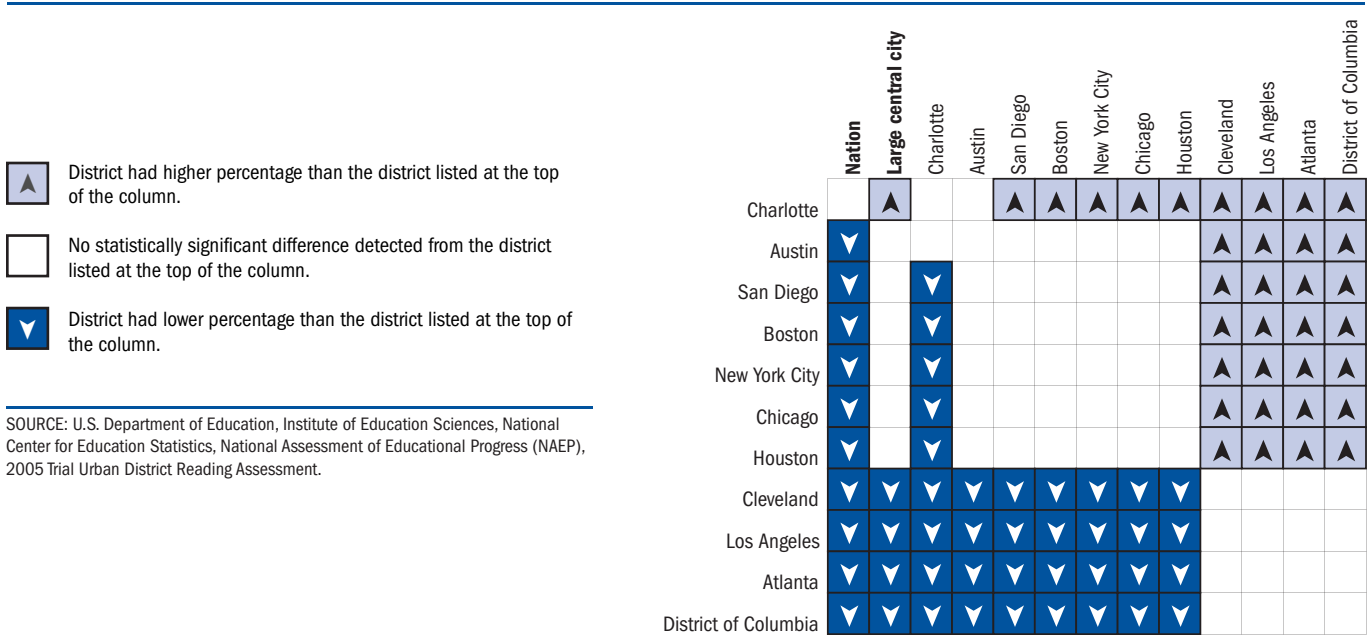 Nation
Large central city
Charlotte
Austin
San Diego
Boston
New York City
Chicago
Houston
Cleveland
Los Angeles
Atlanta
District of Columbia
District had higher percentage than the district listed at the top
of the column.
No statistically significant difference detected from the district
listed at the top of the column.
District had lower percentage than the district listed at the top of
the column.
SOURCE: U.S. Department of Education, Institute of Education Sciences, National
Center for Education Statistics, National Assessment of Educational Progress (NAEP),
2005 Trial Urban District Reading Assessment.
Charlotte
Austin
San Diego
Boston
New York City
Chicago
Houston
Cleveland
Los Angeles
Atlanta
District of Columbia